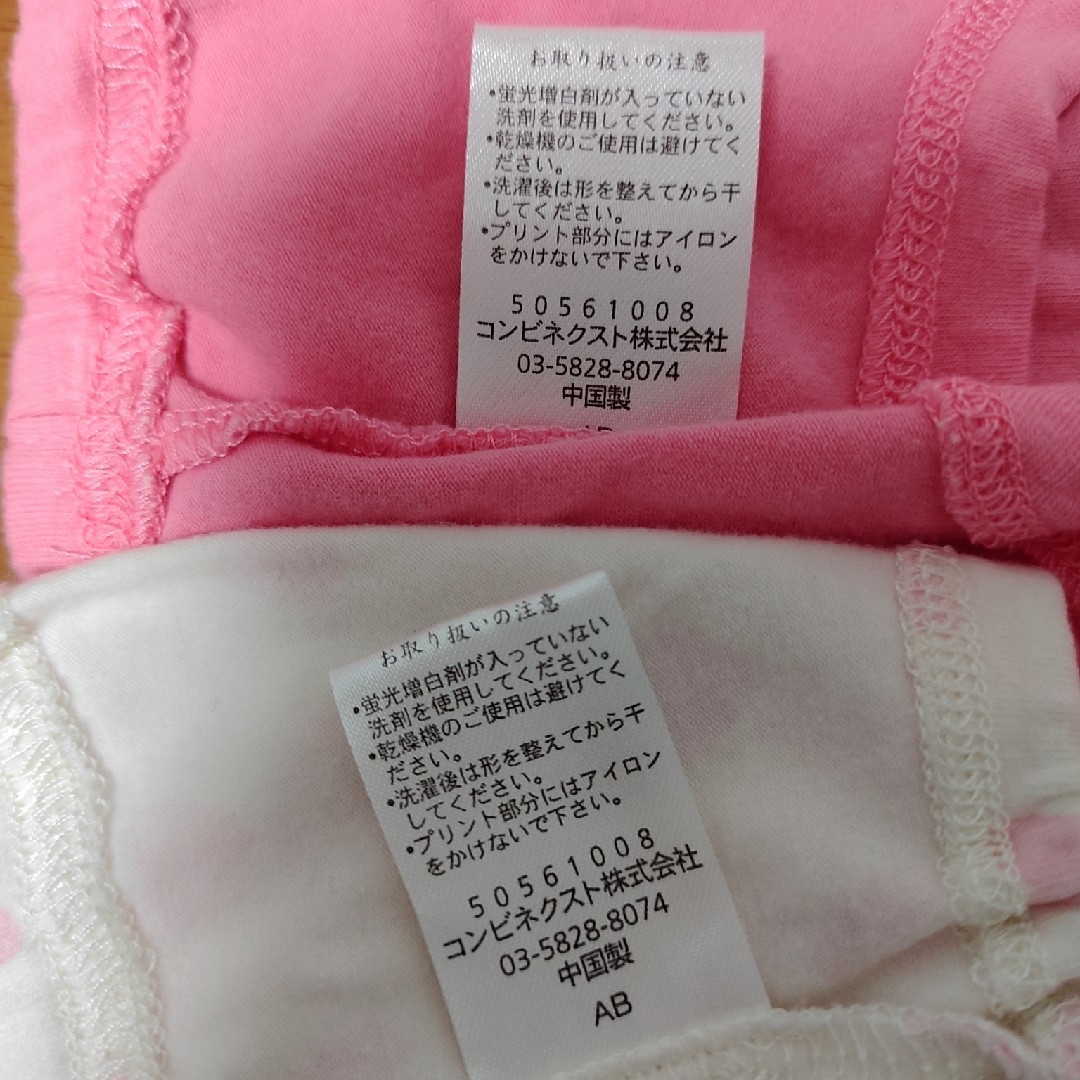 お取り扱いの注意
•蛍光増白剤が入っていない
洗剤を使用してください。
•乾燥機のご使用は避けてく
ださい。
•洗濯後は形を整えてから干
してください。
•プリント部分にはアイロン
をかけないで下さい。
50561008
コンビネクスト株式会社
03-5828-8074
中国製
お取り扱いの注意
•蛍光増白剤が入っていない
洗剤を使用してください。
•乾燥機のご使用は避けてく
ださい。
•洗濯後は形を整えてから干
してください。
•プリント部分にはアイロン
をかけないで下さい。
50561008
コンビネクスト株式会社
03-5828-8074
中国製
AB